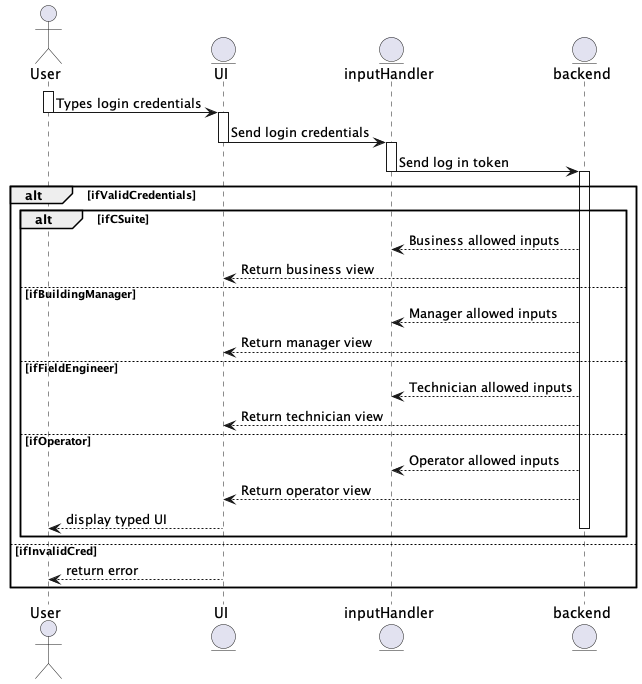 User
UI
inputHandler
backend
Types login credentials
Send login credentials
Send log in token
alt [ifValidCredentials]
alt [ifCSuite]
Business allowed inputs
Return business view
[ifBuildingManager]
Manager allowed inputs
Return manager view
[ifFieldEngineer]
Technician allowed inputs
Return technician view
[ifOperator]
Operator allowed inputs
Return operator view
display typed UI
[ifInvalidCred]
return error
User
UI
inputHandler
backend